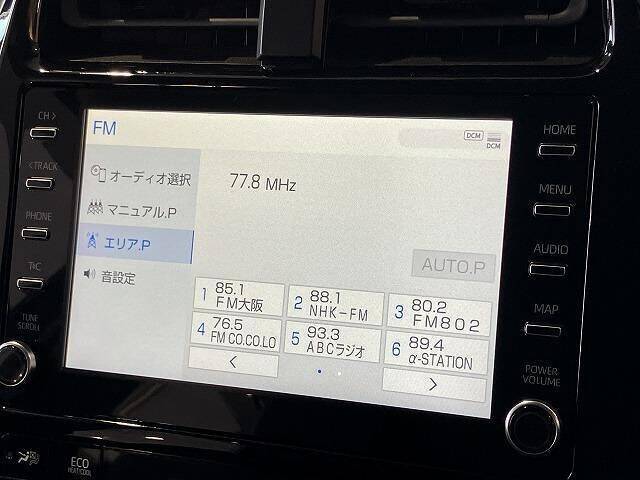 CH >
< TRACK
PHONE
T&C
TUNE
SCROLL
FM
DCM
DCM
オーディオ選択
マニュアル.P
エリア.P
音設定
77.8 MHz
AUTO.P
1 85.1 FM大阪
2 88.1 NHK-FM
3 80.2 FM802
4 76.5 FM CO.CO.LO
5 93.3 ABCラジオ
6 89.4 α-STATION
<
>
HOME
MENU
AUDIO
MAP
POWER
VOLUME
ECO
HEAT/COOL